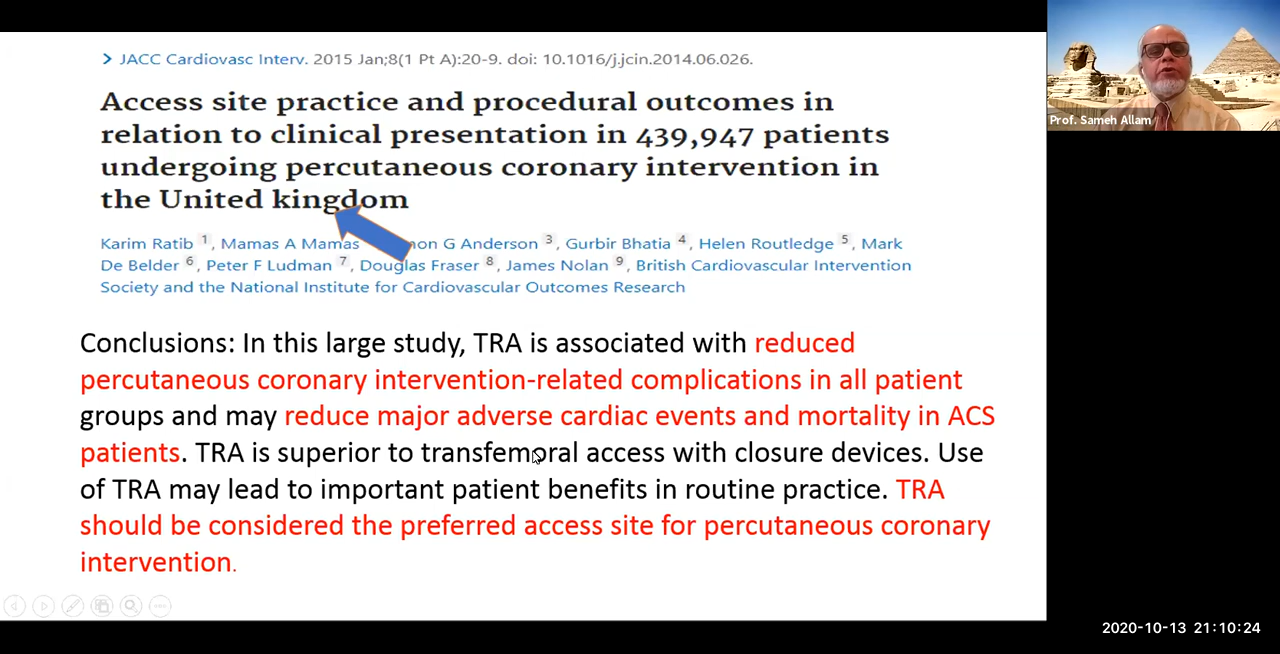 JACC Cardiovasc Interv. 2015 Jan;8(1 Pt A):20-9. doi: 10.1016/j.jcin.2014.06.026.
Access site practice and procedural outcomes in
relation to clinical presentation in 439,947 patients
undergoing percutaneous coronary intervention in
the United kingdom
Karim Ratib 1, Mamas A Mamas non G Anderson 3, Gurbir Bhatia 4, Helen Routledge 5, Mark
De Belder 6, Peter F Ludman 7, Douglas Fraser 8, James Nolan 9, British Cardiovascular Intervention
Society and the National Institute for Cardiovascular Outcomes Research
Conclusions: In this large study, TRA is associated with reduced
percutaneous coronary intervention-related complications in all patient
groups and may reduce major adverse cardiac events and mortality in ACS
patients. TRA is superior to transfemoral access with closure devices. Use
of TRA may lead to important patient benefits in routine practice. TRA
should be considered the preferred access site for percutaneous coronary
intervention.
Prof. Sameh Allam
2020-10-13 21:10:24